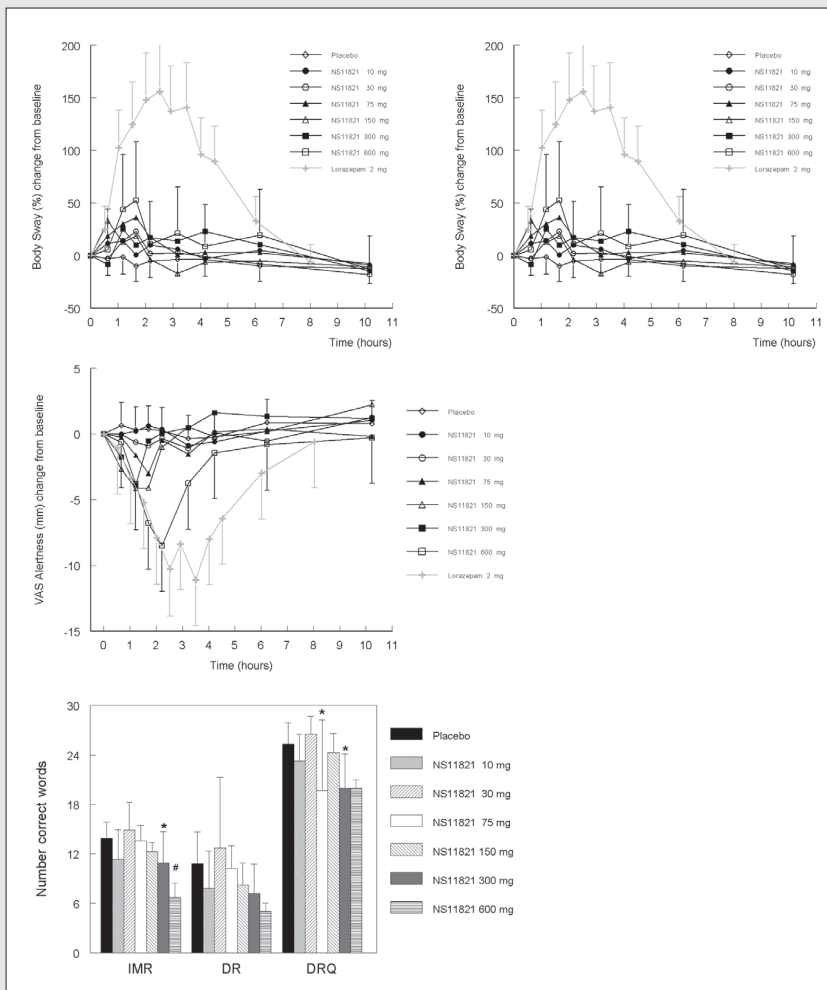 Body Sway (%) change from baseline
200
150
100
50
0
-50
0 1 2 3 4 5 6 7 8 9 10 11
Time (hours)
Placebo
NS11821 10 mg
NS11821 30 mg
NS11821 75 mg
NS11821 150 mg
NS11821 300 mg
NS11821 600 mg
Lorazepam 2 mg
Body Sway (%) change from baseline
200
150
100
50
0
-50
0 1 2 3 4 5 6 7 8 9 10 11
Time (hours)
Placebo
NS11821 10 mg
NS11821 30 mg
NS11821 75 mg
NS11821 150 mg
NS11821 300 mg
NS11821 600 mg
Lorazepam 2 mg
VAS Alertness (mm) change from baseline
5
0
-5
-10
-15
0 1 2 3 4 5 6 7 8 9 10 11
Time (hours)
Placebo
NS11821 10 mg
NS11821 30 mg
NS11821 75 mg
NS11821 150 mg
NS11821 300 mg
NS11821 600 mg
Lorazepam 2 mg
Number correct words
30
24
18
12
6
0
* # * *
IMR DR DRQ
Placebo
NS11821 10 mg
NS11821 30 mg
NS11821 75 mg
NS11821 150 mg
NS11821 300 mg
NS11821 600 mg